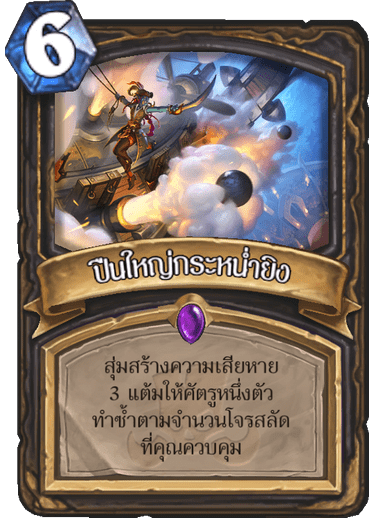 6
ปืนใหญ่กระหน่ำยิง
สุ่มสร้างความเสียหาย
3 แต้มให้ศัตรูหนึ่งตัว
ทำซ้ำตามจำนวนโจรสลัด
ที่คุณควบคุม